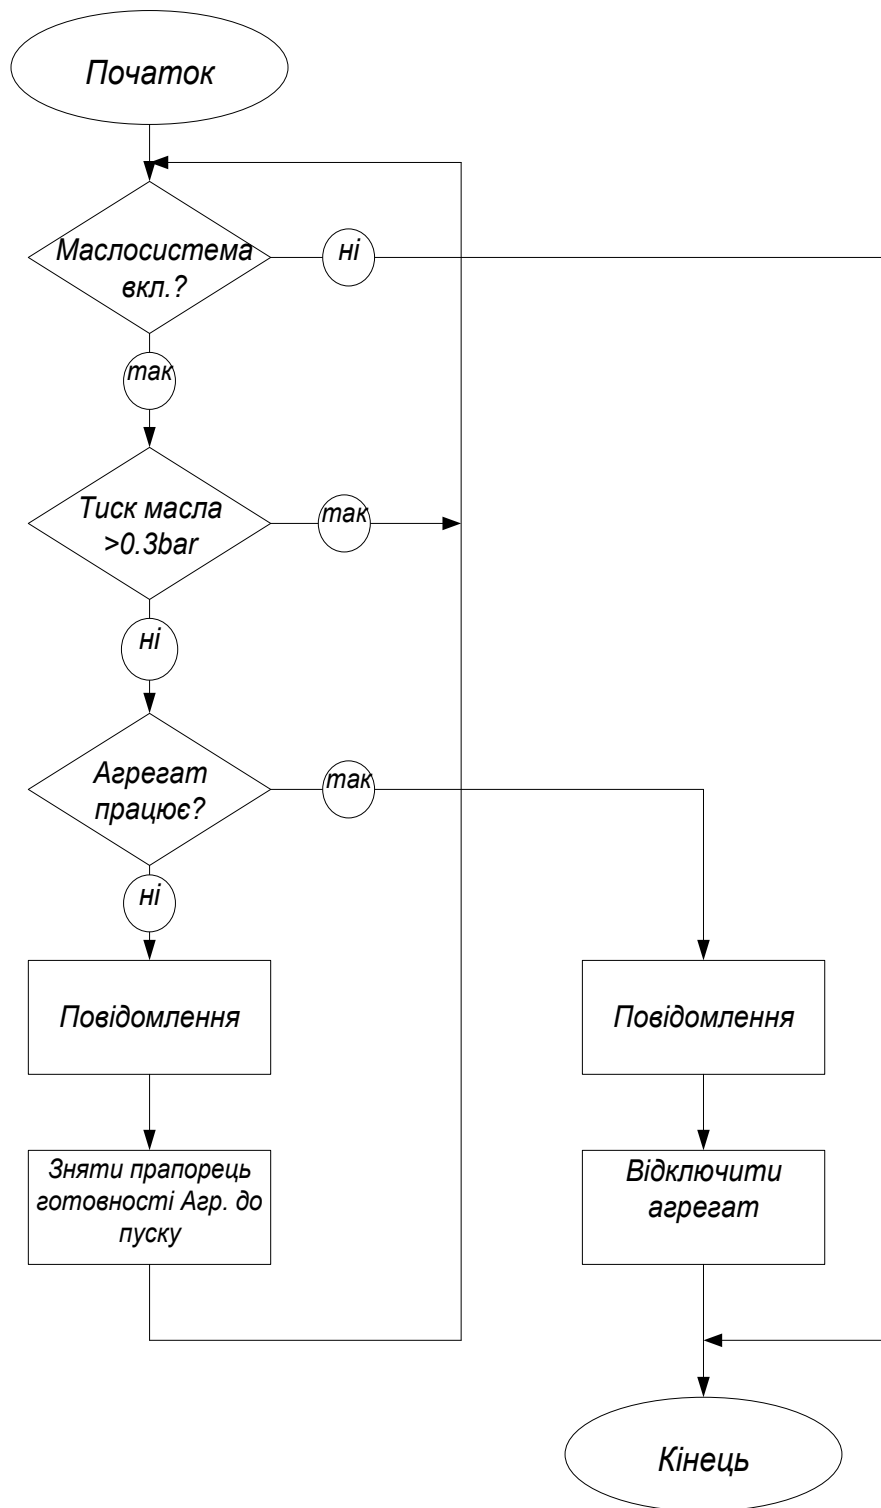 Початок
Маслосистема
вкл.?
ні
так
Тиск масла
>0.3bar
так
ні
Агрегат
працює?
так
ні
Повідомлення
Повідомлення
Зняти прапорець
готовності Агр. до
пуску
Відключити
агрегат
Кінець